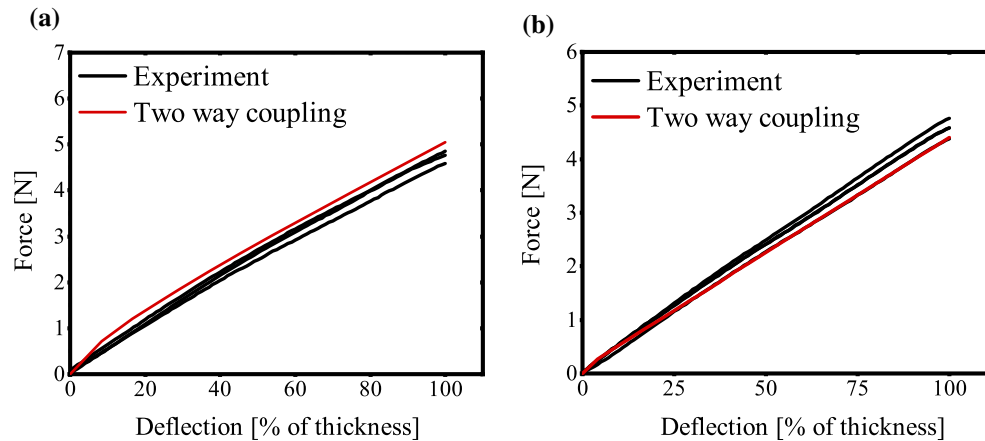 (a)
7
6
5
4
3
2
1
0
Force [N]
Experiment
Two way coupling
0 20 40 60 80 100
Deflection [% of thickness]
(b)
6
5
4
3
2
1
0
Force [N]
Experiment
Two way coupling
0 25 50 75 100
Deflection [% of thickness]